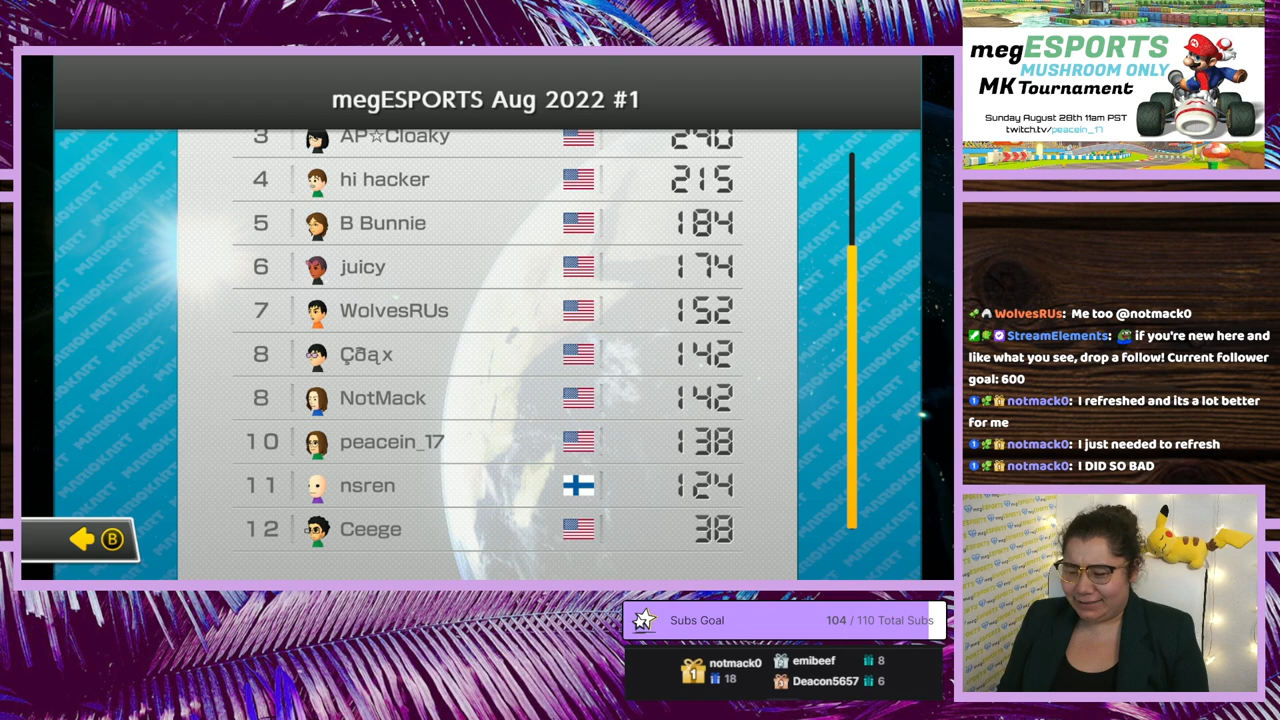 megESPORTS Aug 2022 #1
3 AP☆Cloaky 240
4 hi hacker 215
5 B Bunnie 184
6 juicy 174
7 WolvesRUs 152
8 Çðąx 142
8 NotMack 142
10 peacein_17 138
11 nsren 124
12 Ceege 38
B
megESPORTS
MUSHROOM ONLY
MK Tournament
Sunday August 28th 11am PST
twitch.tv/peacein_17
WolvesRUs: Me too @notmack0
StreamElements: if you're new here and
like what you see, drop a follow! Current follower
goal: 600
notmack0: I refreshed and its a lot better
for me
notmack0: I just needed to refresh
notmack0: I DID SO BAD
Subs Goal 104 / 110 Total Subs
1 notmack0 18
2 emibeef 8
3 Deacon5657 6